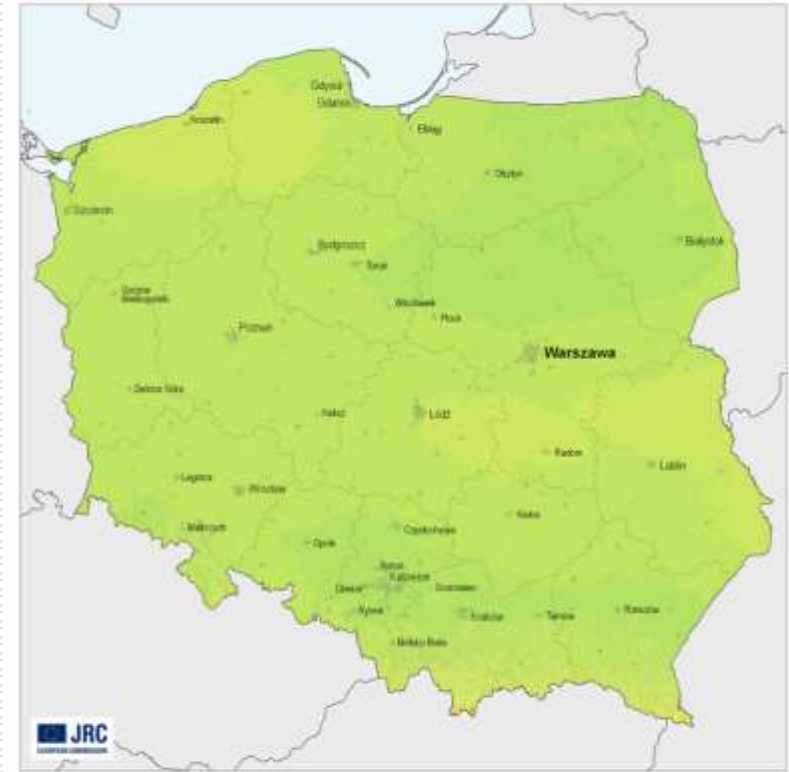 Gdynia
Gdańsk
Koszalin
Elbląg
Olsztyn
Szczecin
Białystok
Bydgoszcz
Toruń
Gorzów
Wielkopolski
Włocławek
Płock
Poznań
Warszawa
Zielona Góra
Kalisz
Łódź
Radom
Lublin
Legnica
Wrocław
Wałbrzych
Opole
Częstochowa
Kielce
Bytom
Katowice
Gliwice
Sosnowiec
Rybnik
Kraków
Tarnów
Rzeszów
Bielsko-Biała
JRC
EUROPEAN COMMISSION